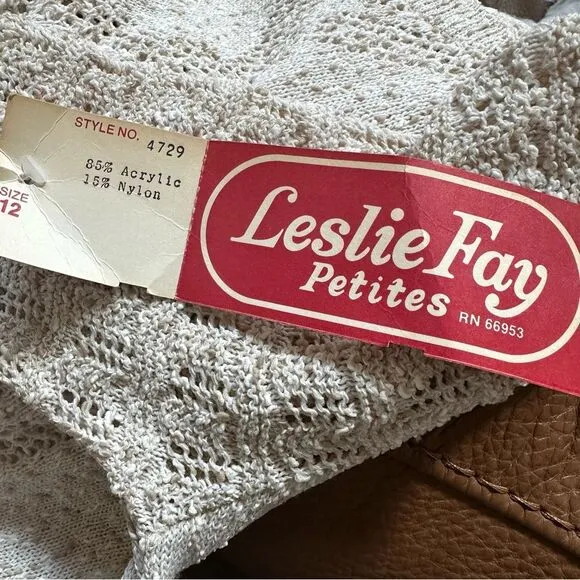 STYLE NO. 4729
85% Acrylic
15% Nylon
SIZE
12
Leslie Fay
Petites
RN 66953